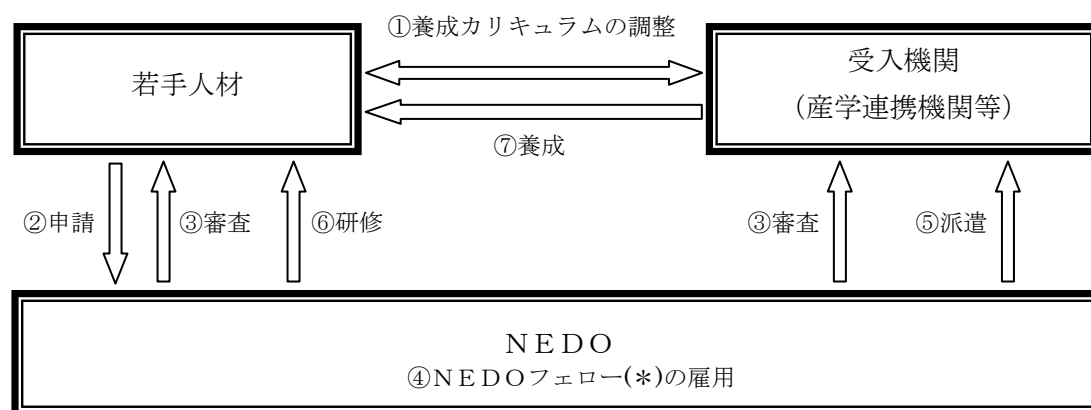 ①養成カリキュラムの調整
若手人材
受入機関
(産学連携機関等)
⑦養成
②申請
③審査
⑥研修
③審査
⑤派遣
ＮＥＤＯ
④ＮＥＤＯフェロー(＊)の雇用